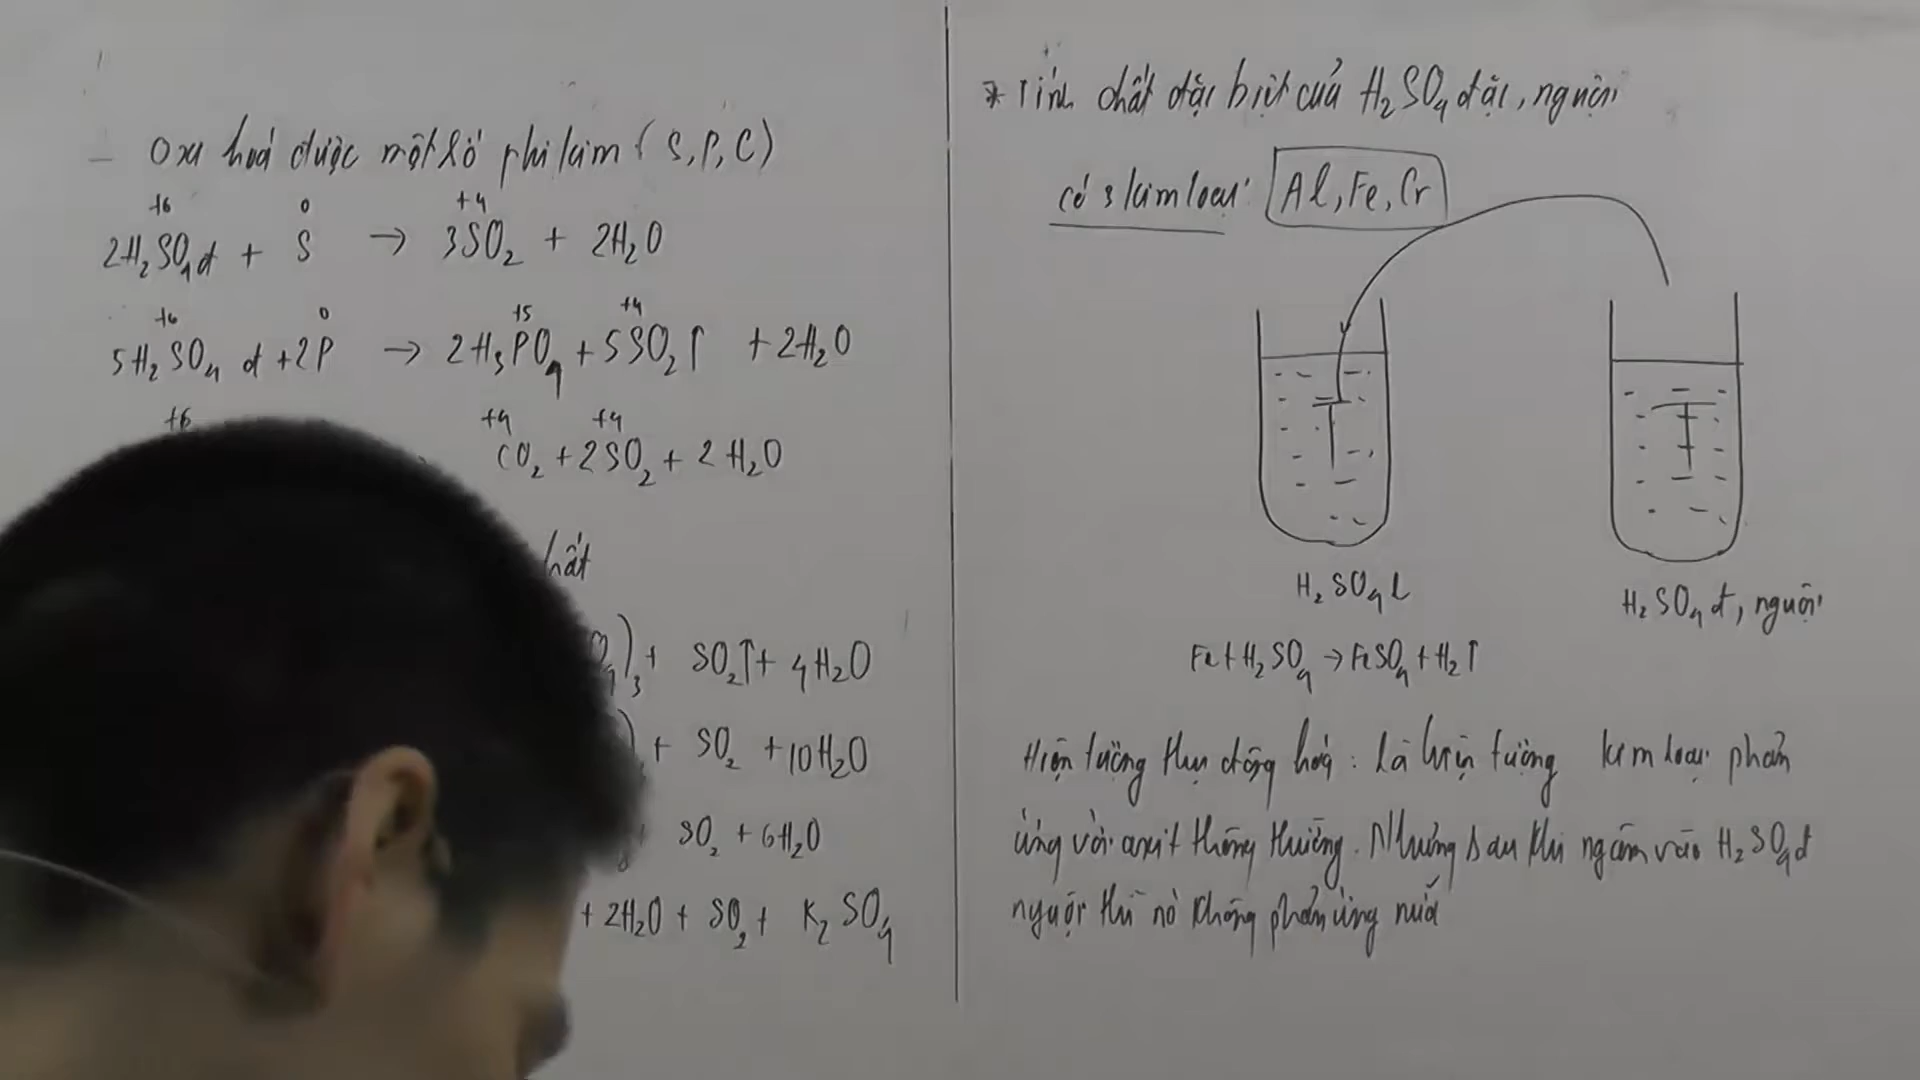 - Oxi hoá được một số phi kim (S, P, C)
+6 0 +4
2H₂SO₄đ + S → 3SO₂ + 2H₂O
+6 0 +5 +4
5H₂SO₄ đ + 2P → 2H₃PO₄ + 5SO₂↑ + 2H₂O
+6 +4 +4
CO₂ + 2SO₂ + 2H₂O
hất
)₃ + SO₂↑ + 4H₂O
) + SO₂ + 10H₂O
SO₂ + 6H₂O
+ 2H₂O + SO₂ + K₂SO₄
* Tính chất đặc biệt của H₂SO₄ đặc, nguội
có 3 kim loại: Al, Fe, Cr
H₂SO₄ l
H₂SO₄ đ, nguội
Fe + H₂SO₄ → FeSO₄ + H₂↑
Hiện tượng thụ động hoá : là hiện tượng kim loại phản
ứng với axit thông thường. Nhưng sau khi ngâm vào H₂SO₄đ
nguội thì nó không phản ứng nữa